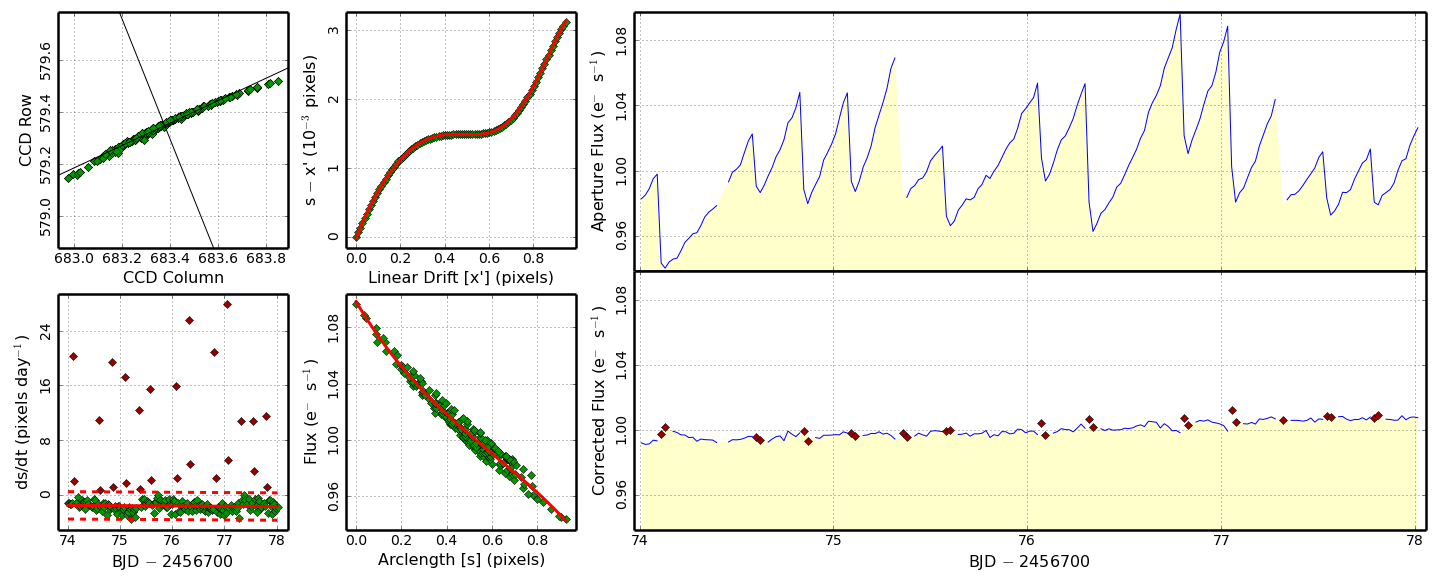 CCD Row
579.6
579.4
579.2
579.0
683.0 683.2 683.4 683.6 683.8
CCD Column
s − x' (10⁻³ pixels)
3
2
1
0
0.0 0.2 0.4 0.6 0.8
Linear Drift [x'] (pixels)
Aperture Flux (e⁻ s⁻¹)
1.08
1.04
1.00
0.96
ds/dt (pixels day⁻¹)
24
16
8
0
74 75 76 77 78
BJD − 2456700
Flux (e⁻ s⁻¹)
1.08
1.04
1.00
0.96
0.0 0.2 0.4 0.6 0.8
Arclength [s] (pixels)
Corrected Flux (e⁻ s⁻¹)
1.08
1.04
1.00
0.96
74 75 76 77 78
BJD − 2456700